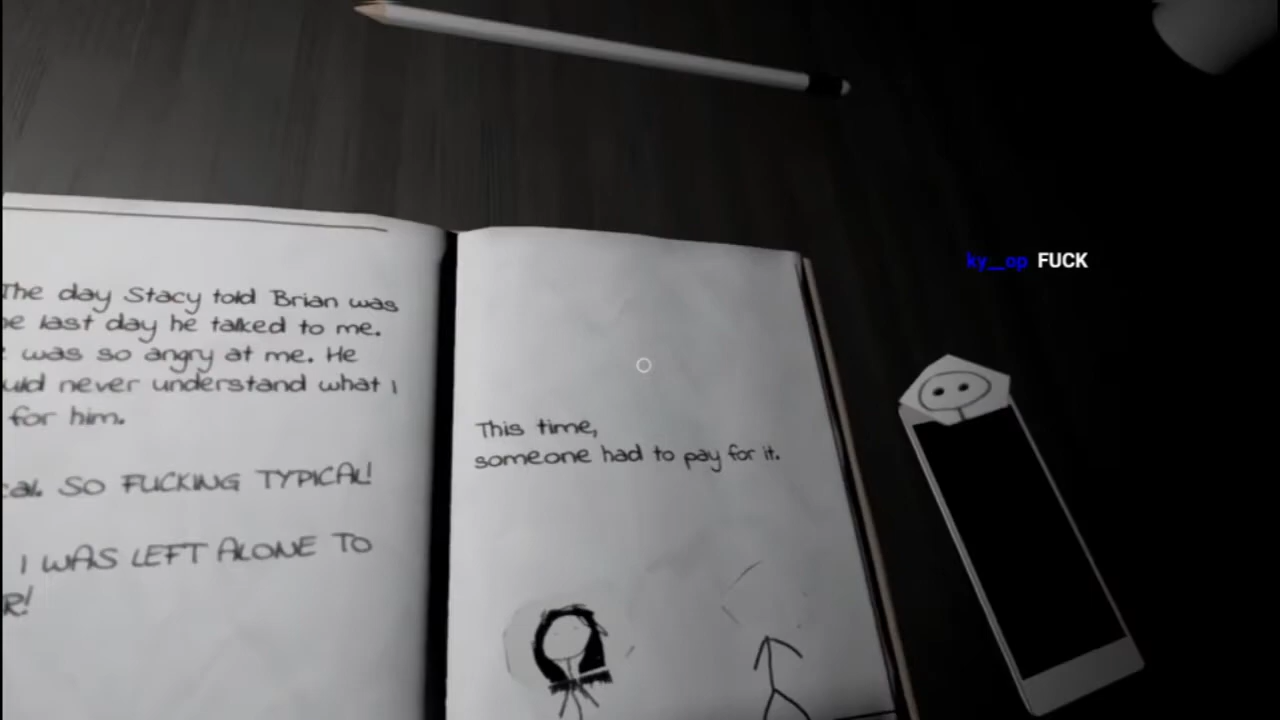 The day Stacy told Brian was
last day he talked to me.
was so angry at me. He
never understand what I
for him.
SO FUCKING TYPICAL!
I WAS LEFT ALONE TO
This time,
someone had to pay for it.
ky__op FUCK